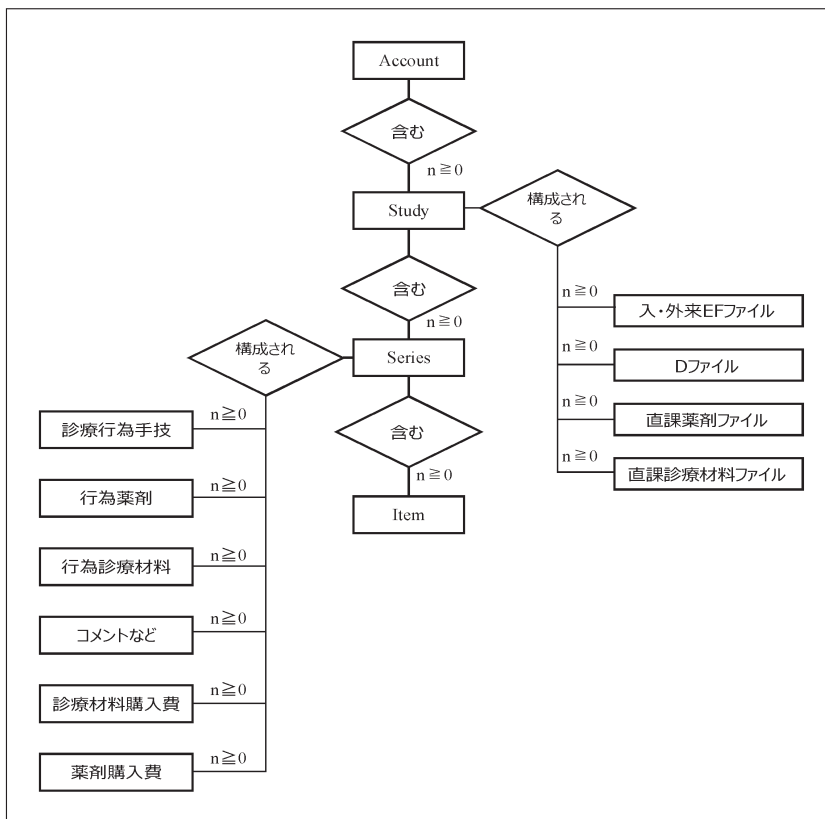 Account
含む
n≧0
Study
構成され
る
含む
n≧0
n≧0
入・外来EFファイル
n≧0
Dファイル
n≧0
直課薬剤ファイル
n≧0
直課診療材料ファイル
構成され
る
Series
含む
n≧0
Item
n≧0
診療行為手技
n≧0
行為薬剤
n≧0
行為診療材料
n≧0
コメントなど
n≧0
診療材料購入費
n≧0
薬剤購入費